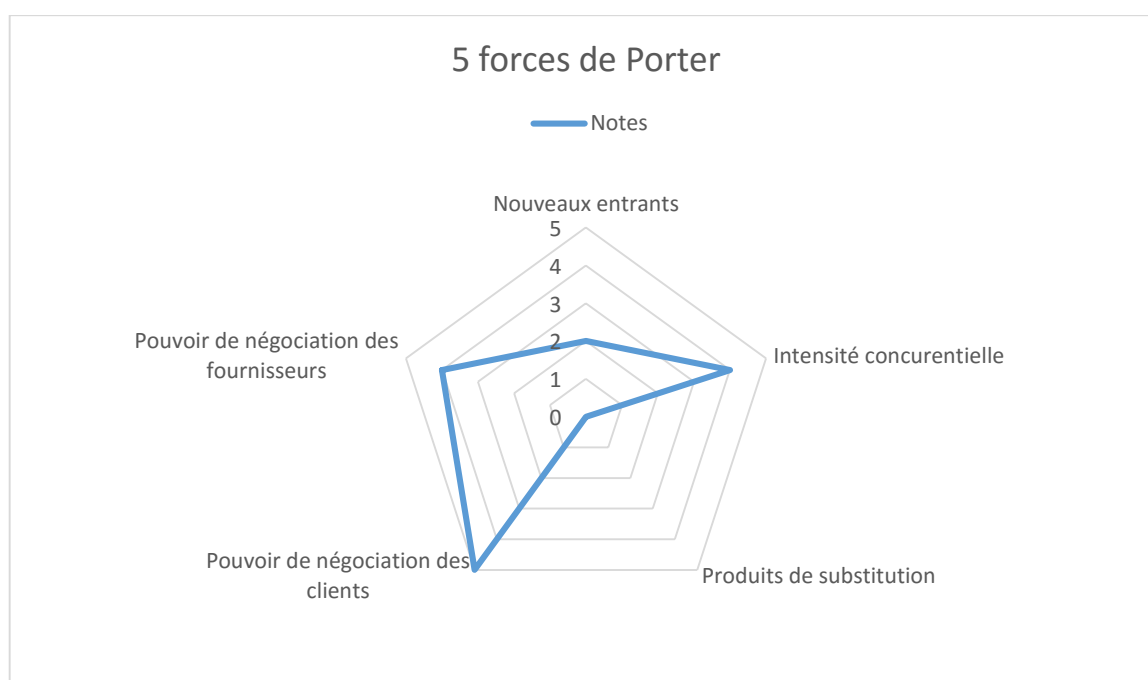 5 forces de Porter
Notes
Nouveaux entrants
5
4
3
2
1
0
Intensité concurentielle
Produits de substitution
Pouvoir de négociation des
clients
Pouvoir de négociation des
fournisseurs